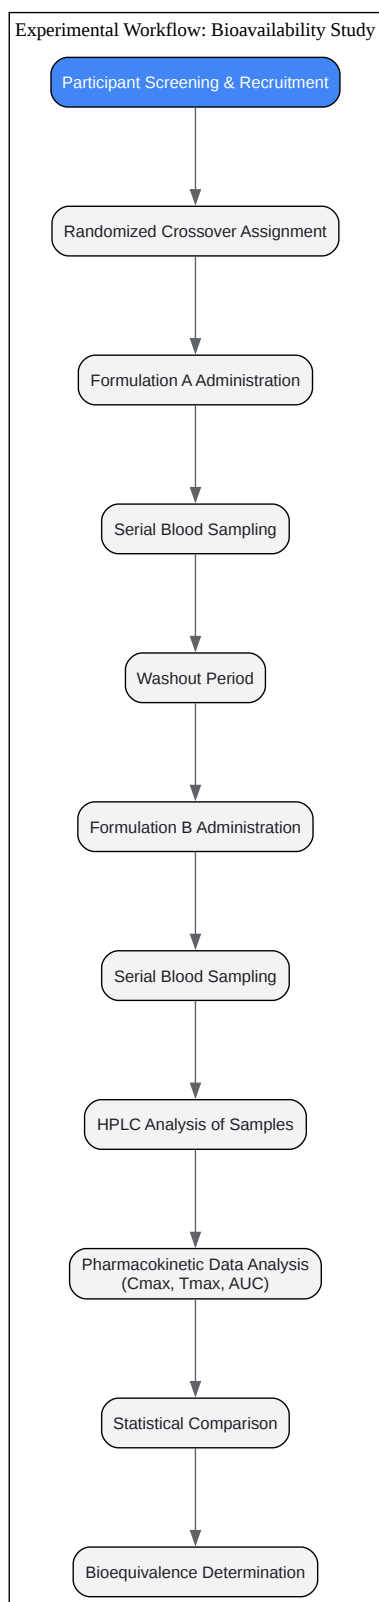 Experimental Workflow: Bioavailability Study
Participant Screening & Recruitment
Randomized Crossover Assignment
Formulation A Administration
Serial Blood Sampling
Washout Period
Formulation B Administration
Serial Blood Sampling
HPLC Analysis of Samples
Pharmacokinetic Data Analysis
(Cmax, Tmax, AUC)
Statistical Comparison
Bioequivalence Determination